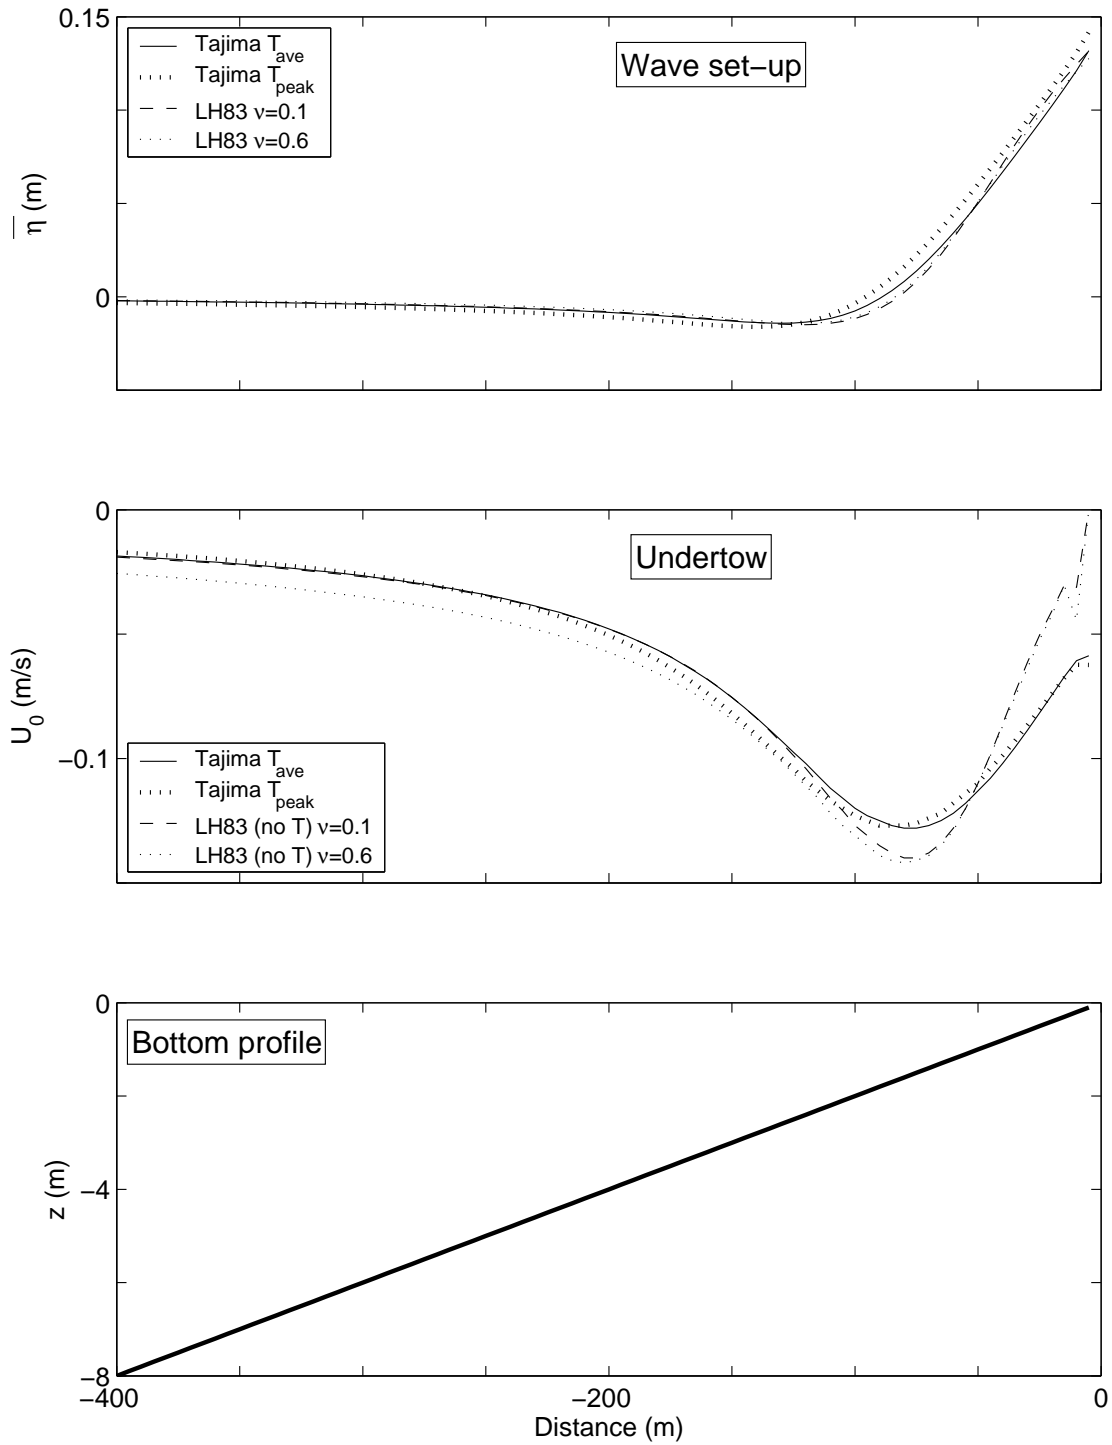 0.15
Tajima T_ave
Tajima T_peak
LH83 ν=0.1
LH83 ν=0.6
Wave set−up
η̅ (m)
0
0
Undertow
U_0 (m/s)
−0.1
Tajima T_ave
Tajima T_peak
LH83 (no T) ν=0.1
LH83 (no T) ν=0.6
0
Bottom profile
z (m)
−4
−8
−400 −200 0
Distance (m)